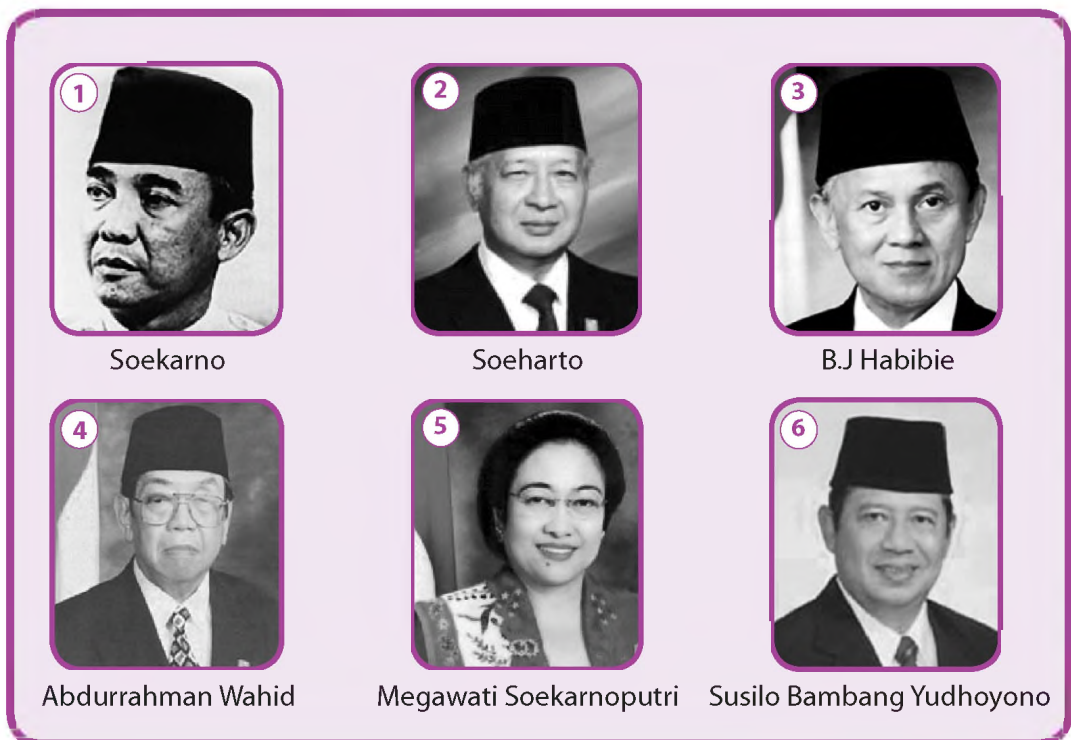 1
2
3
Soekarno
Soeharto
B.J Habibie
4
5
6
Abdurrahman Wahid
Megawati Soekarnoputri
Susilo Bambang Yudhoyono